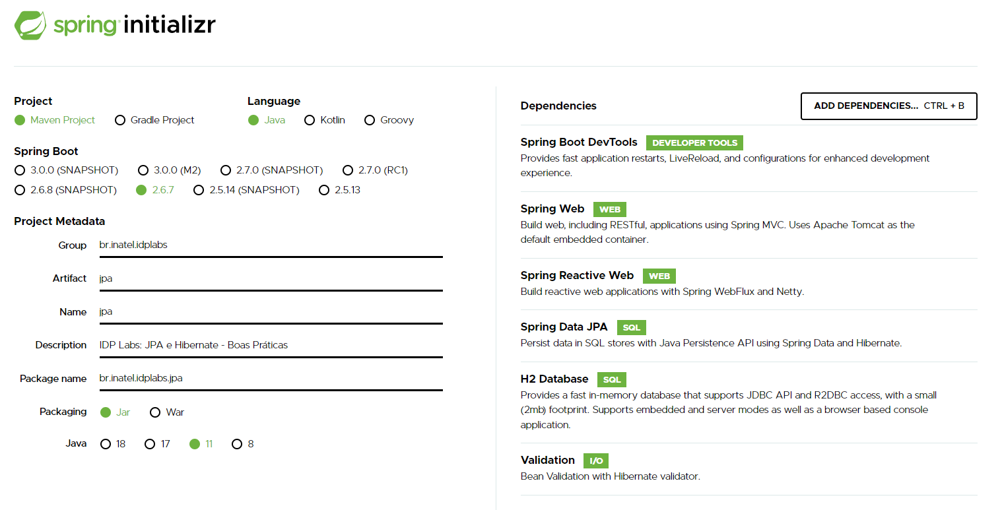 spring initializr
Project
Maven Project Gradle Project
Language
Java Kotlin Groovy
Spring Boot
3.0.0 (SNAPSHOT) 3.0.0 (M2) 2.7.0 (SNAPSHOT) 2.7.0 (RC1)
2.6.8 (SNAPSHOT) 2.6.7 2.5.14 (SNAPSHOT) 2.5.13
Project Metadata
Group br.inatel.idplabs
Artifact jpa
Name jpa
Description IDP Labs: JPA e Hibernate - Boas Práticas
Package name br.inatel.idplabs.jpa
Packaging Jar War
Java 18 17 11 8
Dependencies
ADD DEPENDENCIES... CTRL + B
Spring Boot DevTools DEVELOPER TOOLS
Provides fast application restarts, LiveReload, and configurations for enhanced development
experience.
Spring Web WEB
Build web, including RESTful, applications using Spring MVC. Uses Apache Tomcat as the
default embedded container.
Spring Reactive Web WEB
Build reactive web applications with Spring WebFlux and Netty.
Spring Data JPA SQL
Persist data in SQL stores with Java Persistence API using Spring Data and Hibernate.
H2 Database SQL
Provides a fast in-memory database that supports JDBC API and R2DBC access, with a small
(2mb) footprint. Supports embedded and server modes as well as a browser based console
application.
Validation I/O
Bean Validation with Hibernate validator.